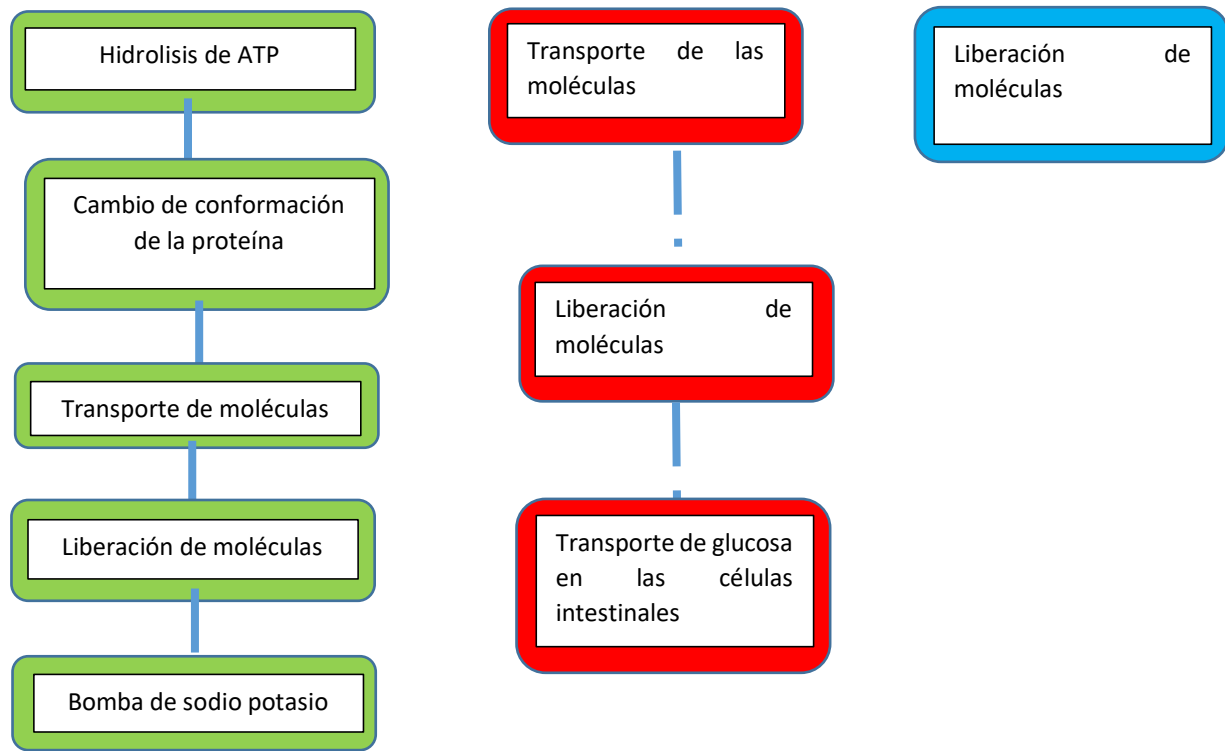 Hidrolisis de ATP
Cambio de conformación
de la proteína
Transporte de moléculas
Liberación de moléculas
Bomba de sodio potasio
Transporte de las
moléculas
Liberación de
moléculas
Transporte de glucosa
en las células
intestinales
Liberación de
moléculas